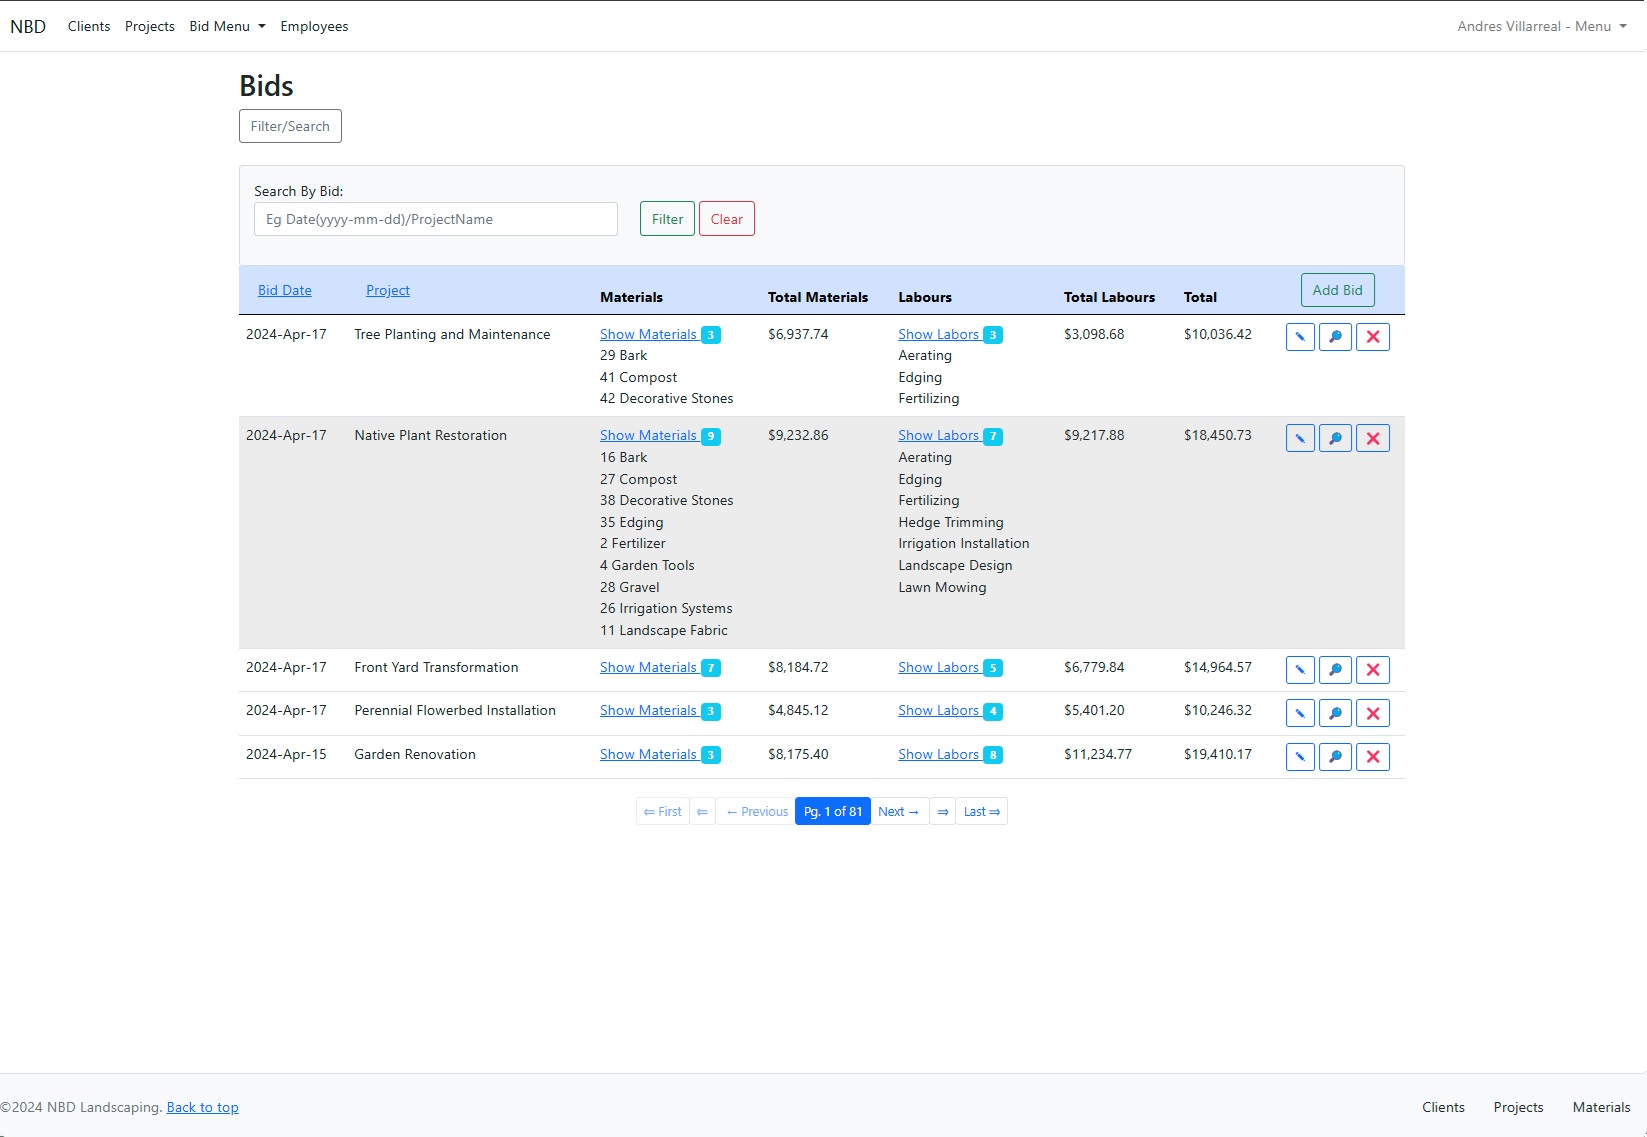 NBD Clients Projects Bid Menu Employees Andres Villarreal - Menu
Bids
Filter/Search
Search By Bid:
Eg Date(yyyy-mm-dd)/ProjectName Filter Clear
Bid Date Project Materials Total Materials Labours Total Labours Total Add Bid
2024-Apr-17 Tree Planting and Maintenance Show Materials 3 $6,937.74 Show Labors 3 $3,098.68 $10,036.42
29 Bark Aerating
41 Compost Edging
42 Decorative Stones Fertilizing
2024-Apr-17 Native Plant Restoration Show Materials 9 $9,232.86 Show Labors 7 $9,217.88 $18,450.73
16 Bark Aerating
27 Compost Edging
38 Decorative Stones Fertilizing
35 Edging Hedge Trimming
2 Fertilizer Irrigation Installation
4 Garden Tools Landscape Design
28 Gravel Lawn Mowing
26 Irrigation Systems
11 Landscape Fabric
2024-Apr-17 Front Yard Transformation Show Materials 7 $8,184.72 Show Labors 5 $6,779.84 $14,964.57
2024-Apr-17 Perennial Flowerbed Installation Show Materials 3 $4,845.12 Show Labors 4 $5,401.20 $10,246.32
2024-Apr-15 Garden Renovation Show Materials 3 $8,175.40 Show Labors 8 $11,234.77 $19,410.17
⇐ First ⇐ ← Previous Pg. 1 of 81 Next → ⇒ Last ⇒
©2024 NBD Landscaping. Back to top Clients Projects Materials